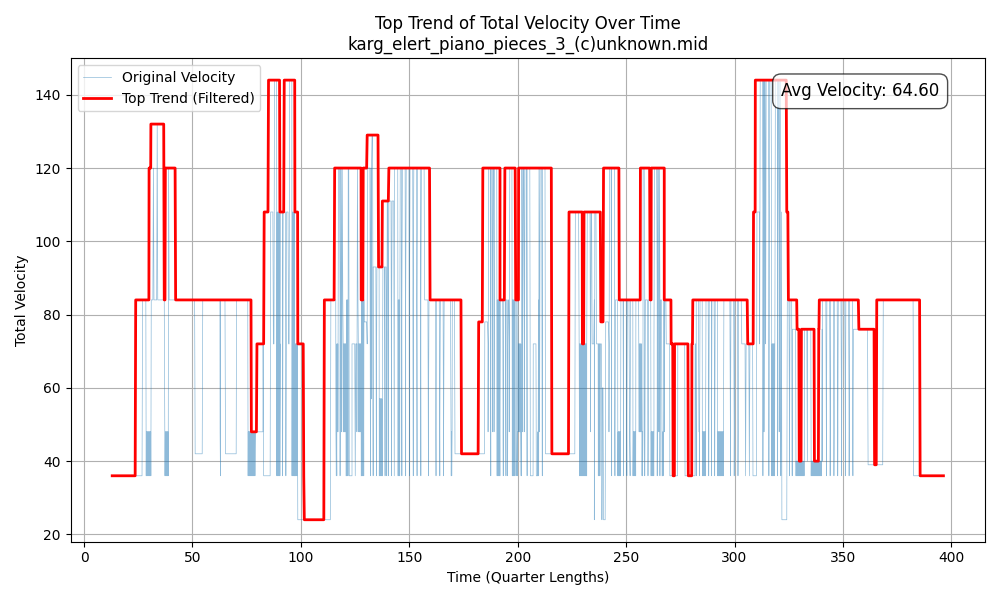 Top Trend of Total Velocity Over Time
karg_elert_piano_pieces_3_(c)unknown.mid
Original Velocity
Top Trend (Filtered)
Avg Velocity: 64.60
Total Velocity
140
120
100
80
60
40
20
0
50
100
150
200
250
300
350
400
Time (Quarter Lengths)